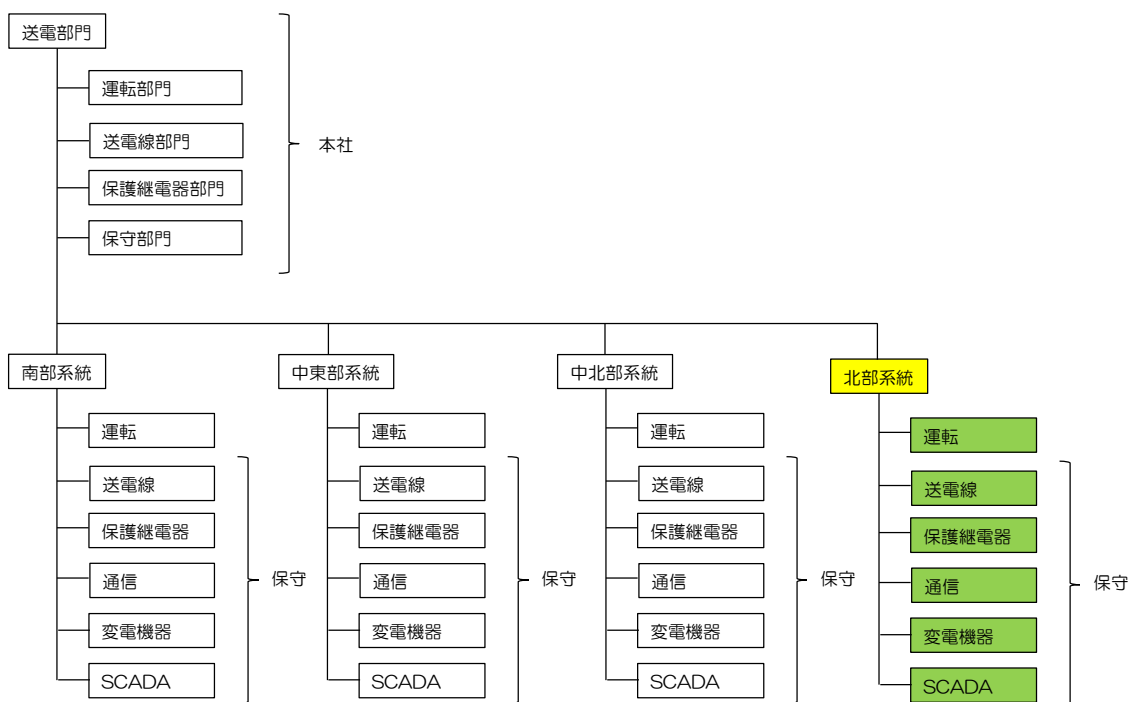 送電部門
運転部門
送電線部門
保護継電器部門
保守部門
本社
南部系統
中東部系統
中北部系統
北部系統
運転
送電線
保護継電器
通信
変電機器
SCADA
保守
運転
送電線
保護継電器
通信
変電機器
SCADA
保守
運転
送電線
保護継電器
通信
変電機器
SCADA
保守
運転
送電線
保護継電器
通信
変電機器
SCADA
保守